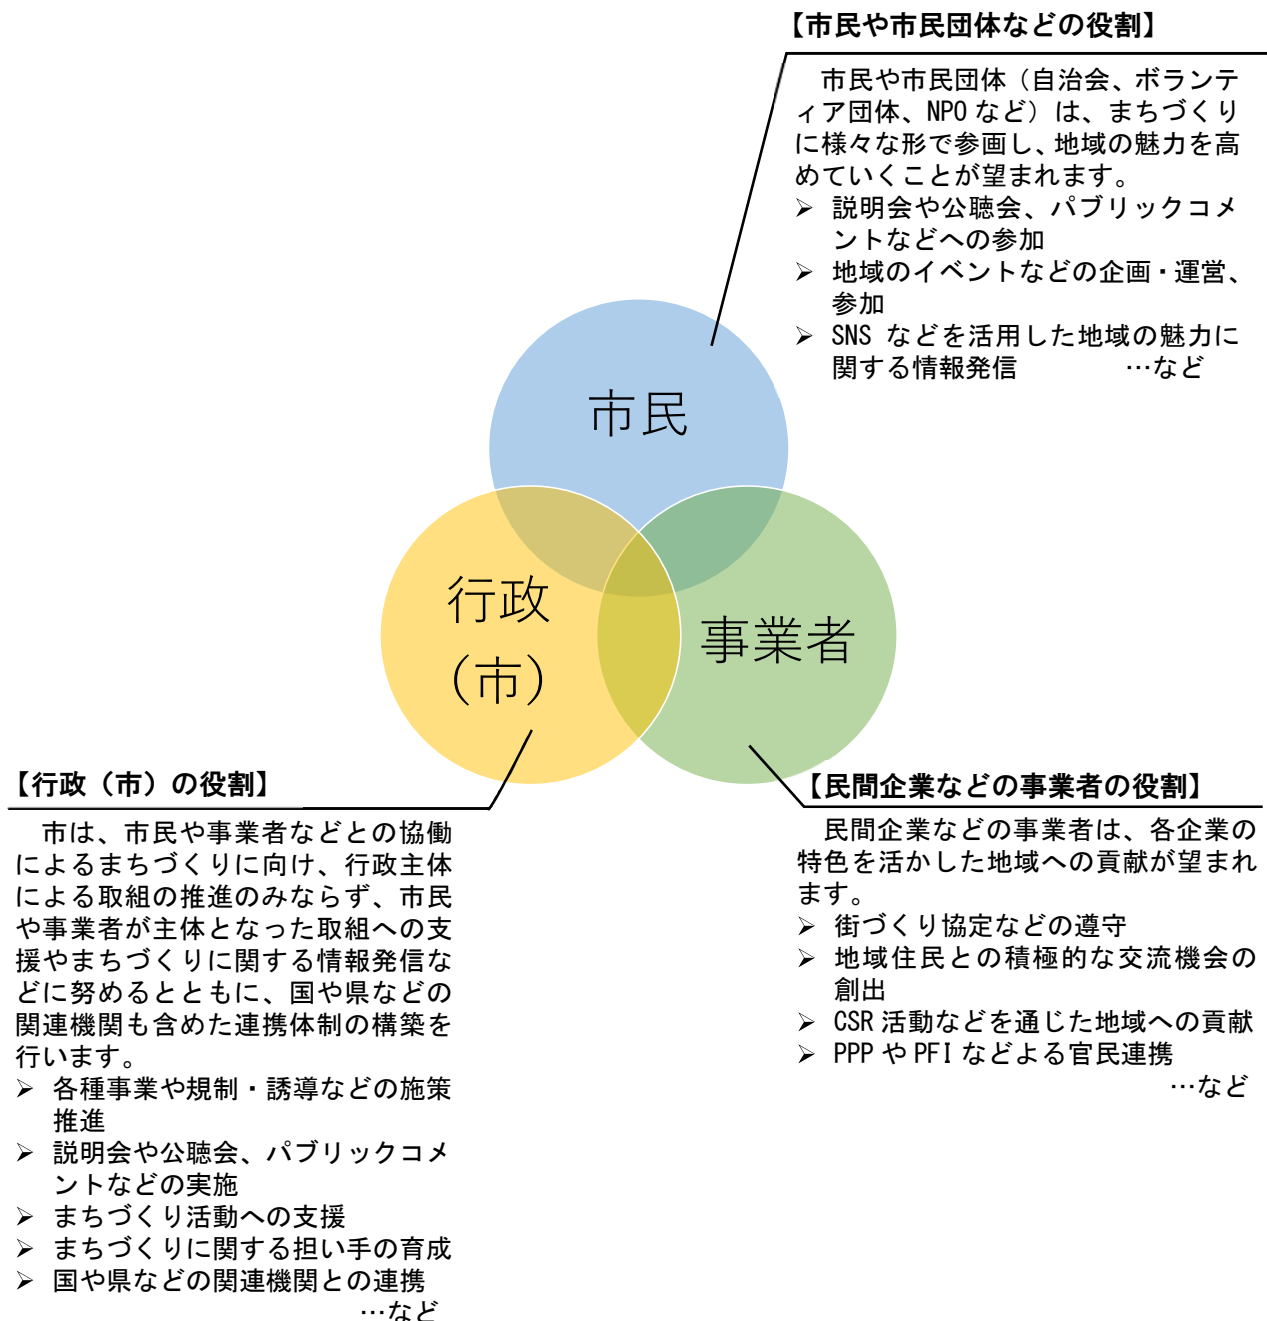 【市民や市民団体などの役割】
市民や市民団体（自治会、ボランテ
ィア団体、NPO など）は、まちづくり
に様々な形で参画し、地域の魅力を高
めていくことが望まれます。
➢ 説明会や公聴会、パブリックコメ
ントなどへの参加
➢ 地域のイベントなどの企画・運営、
参加
➢ SNS などを活用した地域の魅力に
関する情報発信 …など
市民
行政
（市）
事業者
【行政（市）の役割】
市は、市民や事業者などとの協働
によるまちづくりに向け、行政主体
による取組の推進のみならず、市民
や事業者が主体となった取組への支
援やまちづくりに関する情報発信な
どに努めるとともに、国や県などの
関連機関も含めた連携体制の構築を
行います。
➢ 各種事業や規制・誘導などの施策
推進
➢ 説明会や公聴会、パブリックコメ
ントなどの実施
➢ まちづくり活動への支援
➢ まちづくりに関する担い手の育成
➢ 国や県などの関連機関との連携
…など
【民間企業などの事業者の役割】
民間企業などの事業者は、各企業の
特色を活かした地域への貢献が望まれ
ます。
➢ 街づくり協定などの遵守
➢ 地域住民との積極的な交流機会の
創出
➢ CSR 活動などを通じた地域への貢献
➢ PPP や PFI などよる官民連携
…など